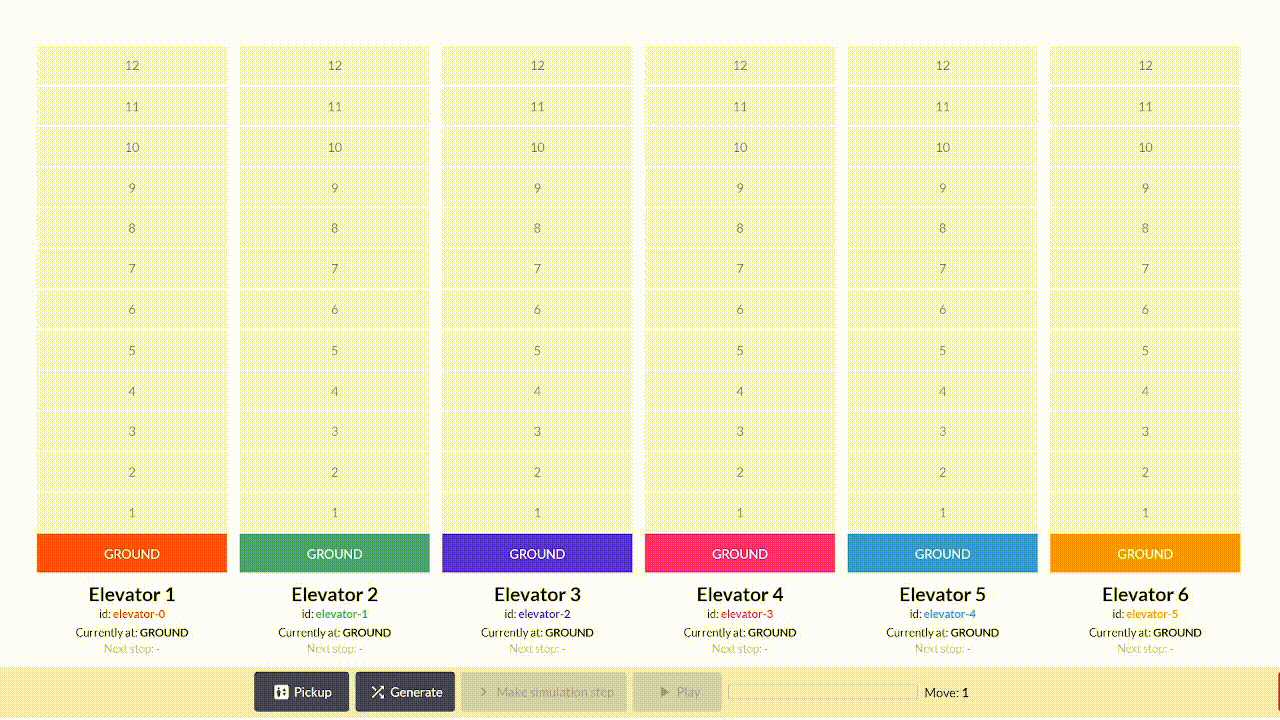 12 12 12 12 12 12
11 11 11 11 11 11
10 10 10 10 10 10
9 9 9 9 9 9
8 8 8 8 8 8
7 7 7 7 7 7
6 6 6 6 6 6
5 5 5 5 5 5
4 4 4 4 4 4
3 3 3 3 3 3
2 2 2 2 2 2
1 1 1 1 1 1
GROUND GROUND GROUND GROUND GROUND GROUND
Elevator 1 Elevator 2 Elevator 3 Elevator 4 Elevator 5 Elevator 6
id: elevator-0 id: elevator-1 id: elevator-2 id: elevator-3 id: elevator-4 id: elevator-5
Currently at: GROUND Currently at: GROUND Currently at: GROUND Currently at: GROUND Currently at: GROUND Currently at: GROUND
Next stop: - Next stop: - Next stop: - Next stop: - Next stop: - Next stop: -
Pickup Generate Make simulation step Play Move: 1